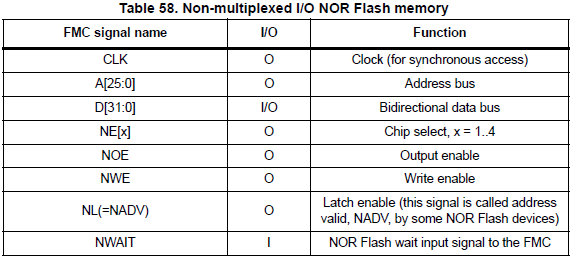 Table 58. Non-multiplexed I/O NOR Flash memory
FMC signal name I/O Function
CLK O Clock (for synchronous access)
A[25:0] O Address bus
D[31:0] I/O Bidirectional data bus
NE[x] O Chip select, x = 1..4
NOE O Output enable
NWE O Write enable
NL(=NADV) O Latch enable (this signal is called address
valid, NADV, by some NOR Flash devices)
NWAIT I NOR Flash wait input signal to the FMC